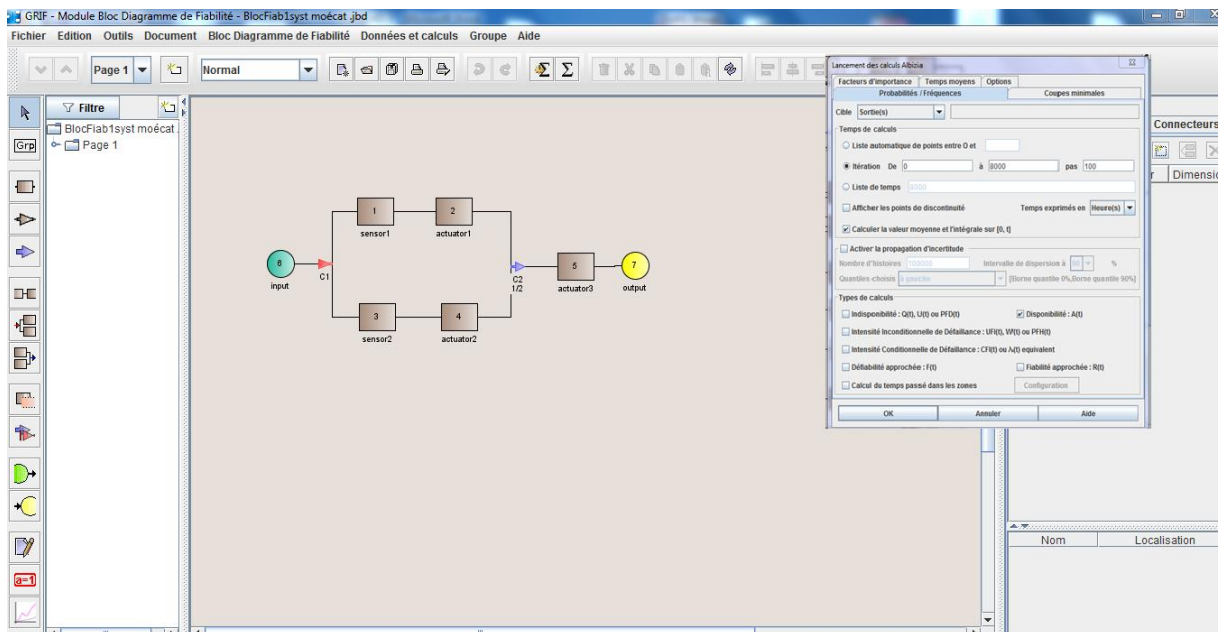 GRIF - Module Bloc Diagramme de Fiabilité - BlocFiab1syst moécat .jbd
Fichier Edition Outils Document Bloc Diagramme de Fiabilité Données et calculs Groupe Aide
Page 1 Normal
Filtre
BlocFiab1syst moécat.
Page 1
Grp
a=1
1
sensor1
2
actuator1
6
input
C1
C2
1/2
5
actuator3
7
output
3
sensor2
4
actuator2
Lancement des calculs Albizia
Facteurs d'importance Temps moyens Options
Probabilités / Fréquences Coupes minimales
Cible Sortie(s)
Temps de calculs
Liste automatique de points entre 0 et
Itération De 0 à 8000 pas 100
Liste de temps 8000
Afficher les points de discontinuité Temps exprimés en Heure(s)
Calculer la valeur moyenne et l'intégrale sur [0, t]
Activer la propagation d'incertitude
Nombre d'histoires 100000 Intervalle de dispersion à 90 %
Quantiles choisis à gauche [Borne quantile 0%,Borne quantile 90%]
Types de calculs
Indisponibilité : Q(t), U(t) ou PFD(t) Disponibilité : A(t)
Intensité Inconditionnelle de Défaillance : UFI(t), W(t) ou PFH(t)
Intensité Conditionnelle de Défaillance : CFI(t) ou Λ(t) equivalent
Défiabilité approchée : F(t) Fiabilité approchée : R(t)
Calcul du temps passé dans les zones Configuration
OK Annuler Aide
Connecteurs
r Dimensio
Nom Localisation